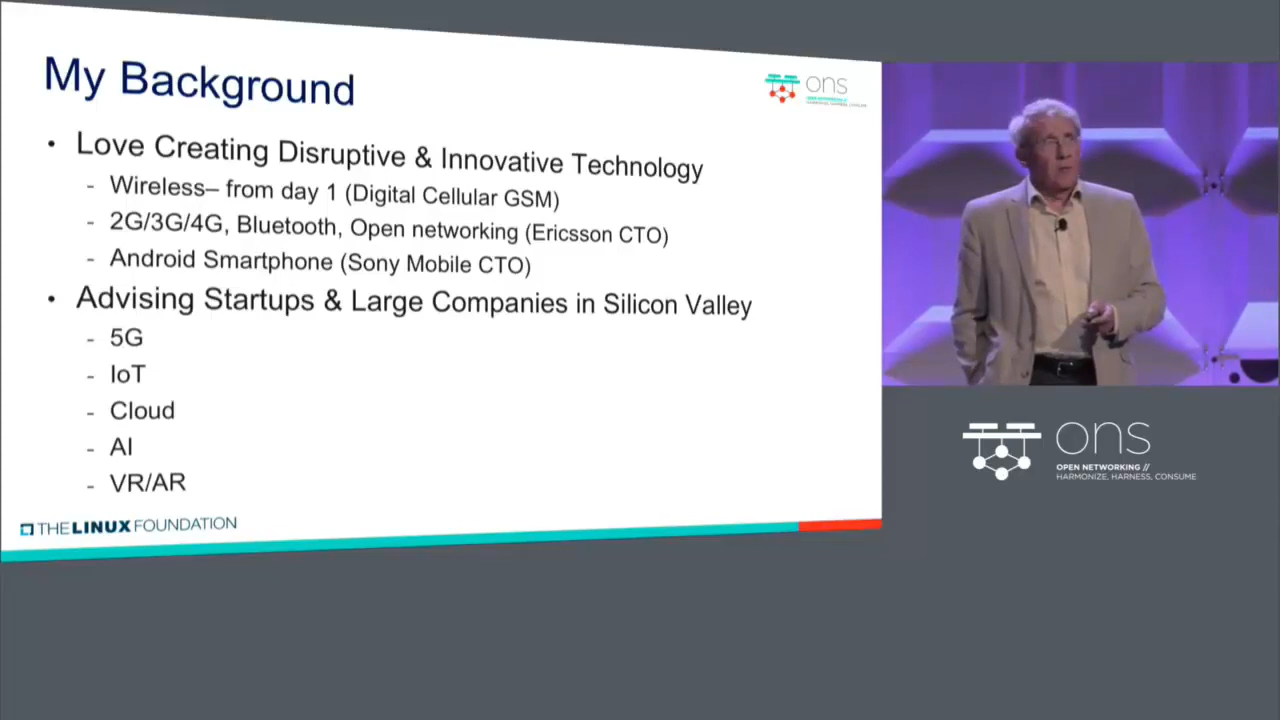 My Background
ons
• Love Creating Disruptive & Innovative Technology
- Wireless– from day 1 (Digital Cellular GSM)
- 2G/3G/4G, Bluetooth, Open networking (Ericsson CTO)
- Android Smartphone (Sony Mobile CTO)
• Advising Startups & Large Companies in Silicon Valley
- 5G
- IoT
- Cloud
- AI
- VR/AR
THE LINUX FOUNDATION
ons
OPEN NETWORKING //
HARMONIZE, HARNESS, CONSUME